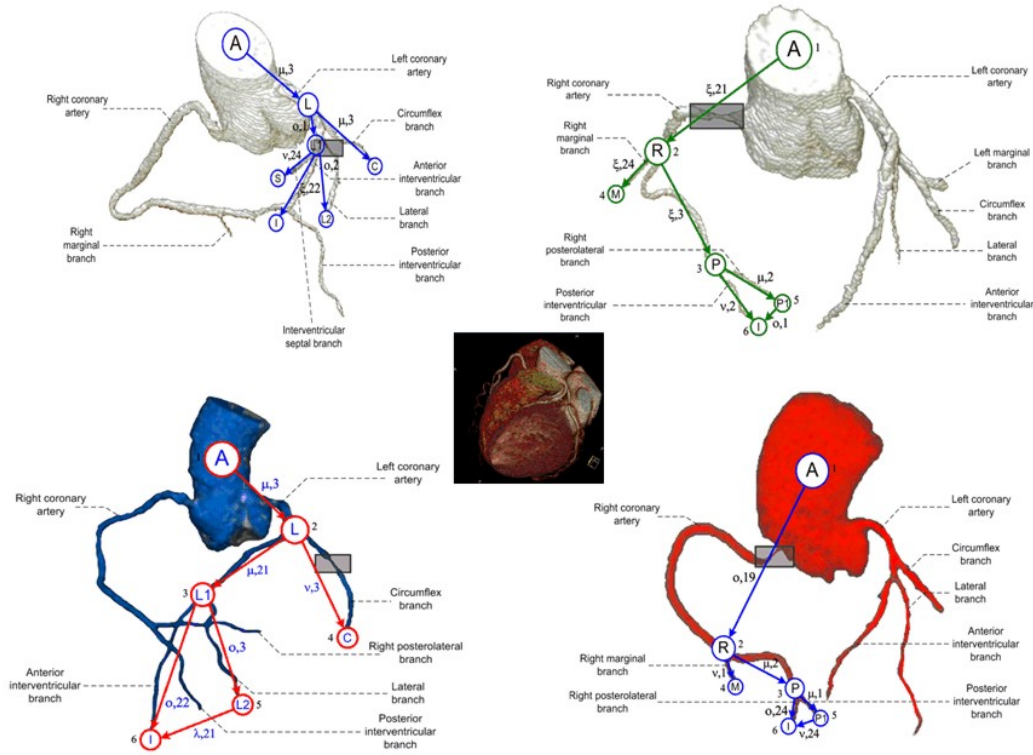 A
μ,3
Left coronary
artery
Right coronary
artery
L
μ,3
Circumflex
branch
o,1
L1
ν,24
o,2
C
S
Anterior
interventricular
branch
ξ,22
I
L2
Lateral
branch
Right
marginal
branch
Posterior
interventricular
branch
Interventricular
septal branch
A
1
ξ,21
Right coronary
artery
Left coronary
artery
Right
marginal
branch
R
2
ξ,24
4
M
Left marginal
branch
ξ,3
Circumflex
branch
Right
posterolateral
branch
3
P
μ,2
Lateral
branch
Posterior
interventricular
branch
ν,2
P1
5
o,1
6
I
Anterior
interventricular
branch
A
μ,3
Left coronary
artery
Right coronary
artery
L
2
μ,21
ν,3
3
L1
Circumflex
branch
4
C
o,3
Right posterolateral
branch
Anterior
interventricular
branch
o,22
Lateral
branch
L2
5
λ,21
6
I
Posterior
interventricular
branch
A
1
Right coronary
artery
Left coronary
artery
o,19
Circumflex
branch
Lateral
branch
R
2
Anterior
interventricular
branch
Right marginal
branch
ν,1
4
M
μ,2
3
P
μ,1
Right posterolateral
branch
o,24
P1
5
6
I
ν,24
Posterior
interventricular
branch